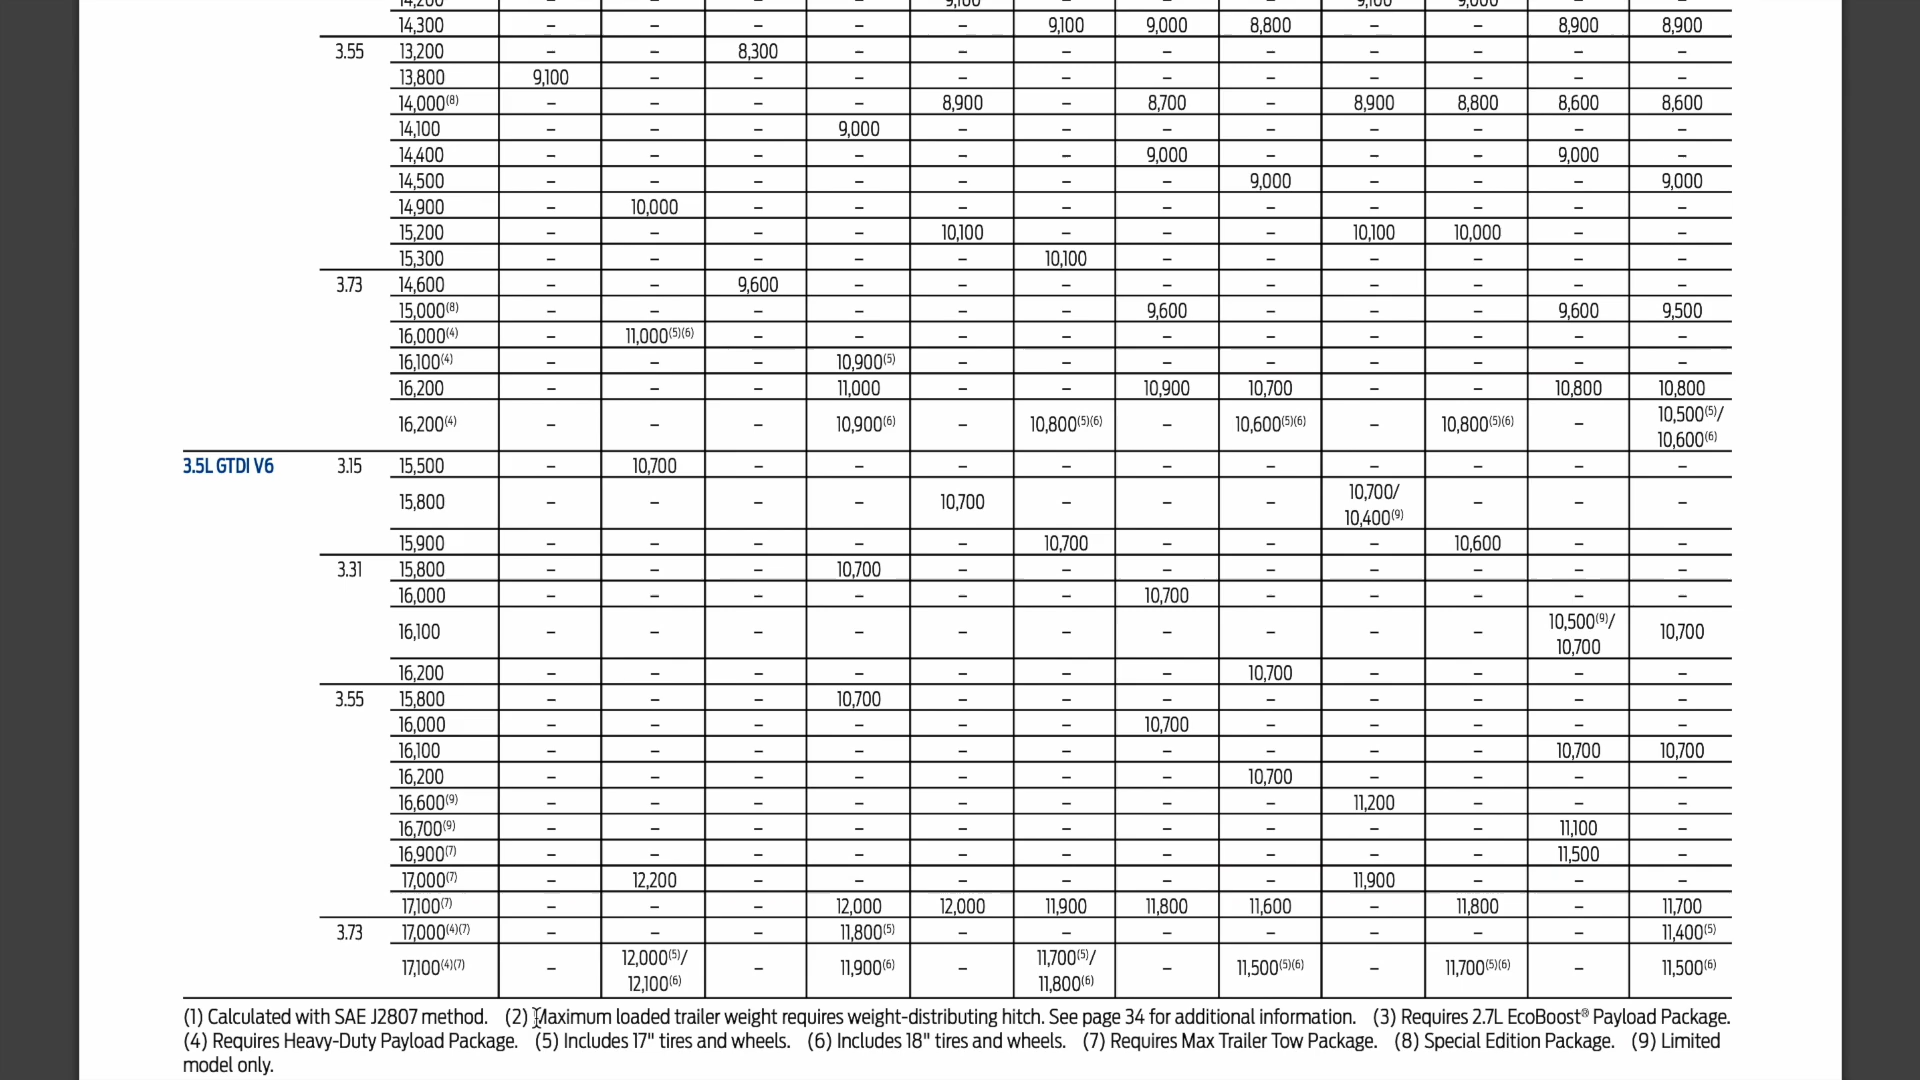 14,200 – – – – 9,100 – – – 9,100 9,000 – –
14,300 – – – – – 9,100 9,000 8,800 – – 8,900 8,900
3.55 13,200 – – 8,300 – – – – – – – – –
13,800 9,100 – – – – – – – – – – –
14,000(8) – – – – 8,900 – 8,700 – 8,900 8,800 8,600 8,600
14,100 – – – 9,000 – – – – – – – –
14,400 – – – – – – 9,000 – – – 9,000 –
14,500 – – – – – – – 9,000 – – – 9,000
14,900 – 10,000 – – – – – – – – – –
15,200 – – – – 10,100 – – – 10,100 10,000 – –
15,300 – – – – – 10,100 – – – – – –
3.73 14,600 – – 9,600 – – – – – – – – –
15,000(8) – – – – – – 9,600 – – – 9,600 9,500
16,000(4) – 11,000(5)(6) – – – – – – – – – –
16,100(4) – – – 10,900(5) – – – – – – – –
16,200 – – – 11,000 – – 10,900 10,700 – – 10,800 10,800
16,200(4) – – – 10,900(6) – 10,800(5)(6) – 10,600(5)(6) – 10,800(5)(6) – 10,500(5)/
10,600(6)
3.5L GTDI V6 3.15 15,500 – 10,700 – – – – – – – – – –
15,800 – – – – 10,700 – – – 10,700/ – – –
10,400(9)
15,900 – – – – – 10,700 – – – 10,600 – –
3.31 15,800 – – – 10,700 – – – – – – – –
16,000 – – – – – – 10,700 – – – – –
16,100 – – – – – – – – – – 10,500(9)/ 10,700
10,700
16,200 – – – – – – – 10,700 – – – –
3.55 15,800 – – – 10,700 – – – – – – – –
16,000 – – – – – – 10,700 – – – – –
16,100 – – – – – – – – – – 10,700 10,700
16,200 – – – – – – – 10,700 – – – –
16,600(9) – – – – – – – – 11,200 – – –
16,700(9) – – – – – – – – – – 11,100 –
16,900(7) – – – – – – – – – – 11,500 –
17,000(7) – 12,200 – – – – – – 11,900 – – –
17,100(7) – – – 12,000 12,000 11,900 11,800 11,600 – 11,800 – 11,700
3.73 17,000(4)(7) – – – 11,800(5) – – – – – – – 11,400(5)
17,100(4)(7) – 12,000(5)/ – 11,900(6) – 11,700(5)/ – 11,500(5)(6) – 11,700(5)(6) – 11,500(6)
12,100(6) 11,800(6)
(1) Calculated with SAE J2807 method. (2) Maximum loaded trailer weight requires weight-distributing hitch. See page 34 for additional information. (3) Requires 2.7L EcoBoost® Payload Package.
(4) Requires Heavy-Duty Payload Package. (5) Includes 17" tires and wheels. (6) Includes 18" tires and wheels. (7) Requires Max Trailer Tow Package. (8) Special Edition Package. (9) Limited
model only.